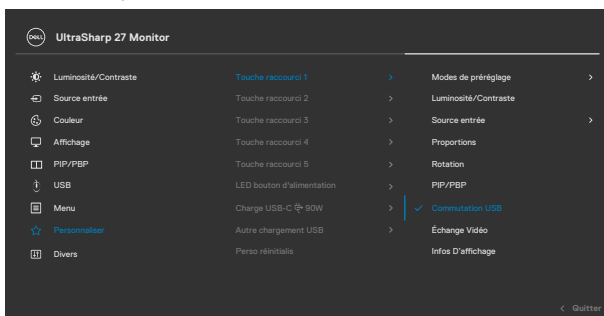 DELL UltraSharp 27 Monitor
Luminosité/Contraste Touche raccourci 1 > Modes de préréglage >
Source entrée Touche raccourci 2 > Luminosité/Contraste
Couleur Touche raccourci 3 > Source entrée >
Affichage Touche raccourci 4 > Proportions
PIP/PBP Touche raccourci 5 > Rotation
USB LED bouton d'alimentation > PIP/PBP
Menu Charge USB-C 90W > ✓ Commutation USB
Personnaliser Autre chargement USB > Échange Vidéo
Divers Perso réinitialis Infos D'affichage
< Quitter